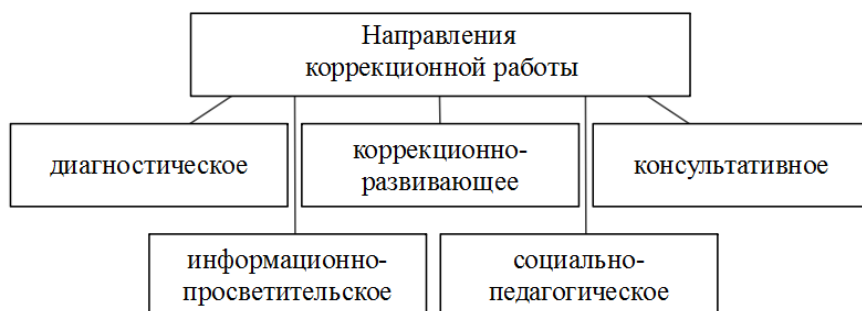 Направления
коррекционной работы
диагностическое
коррекционно-
развивающее
консультативное
информационно-
просветительское
социально-
педагогическое